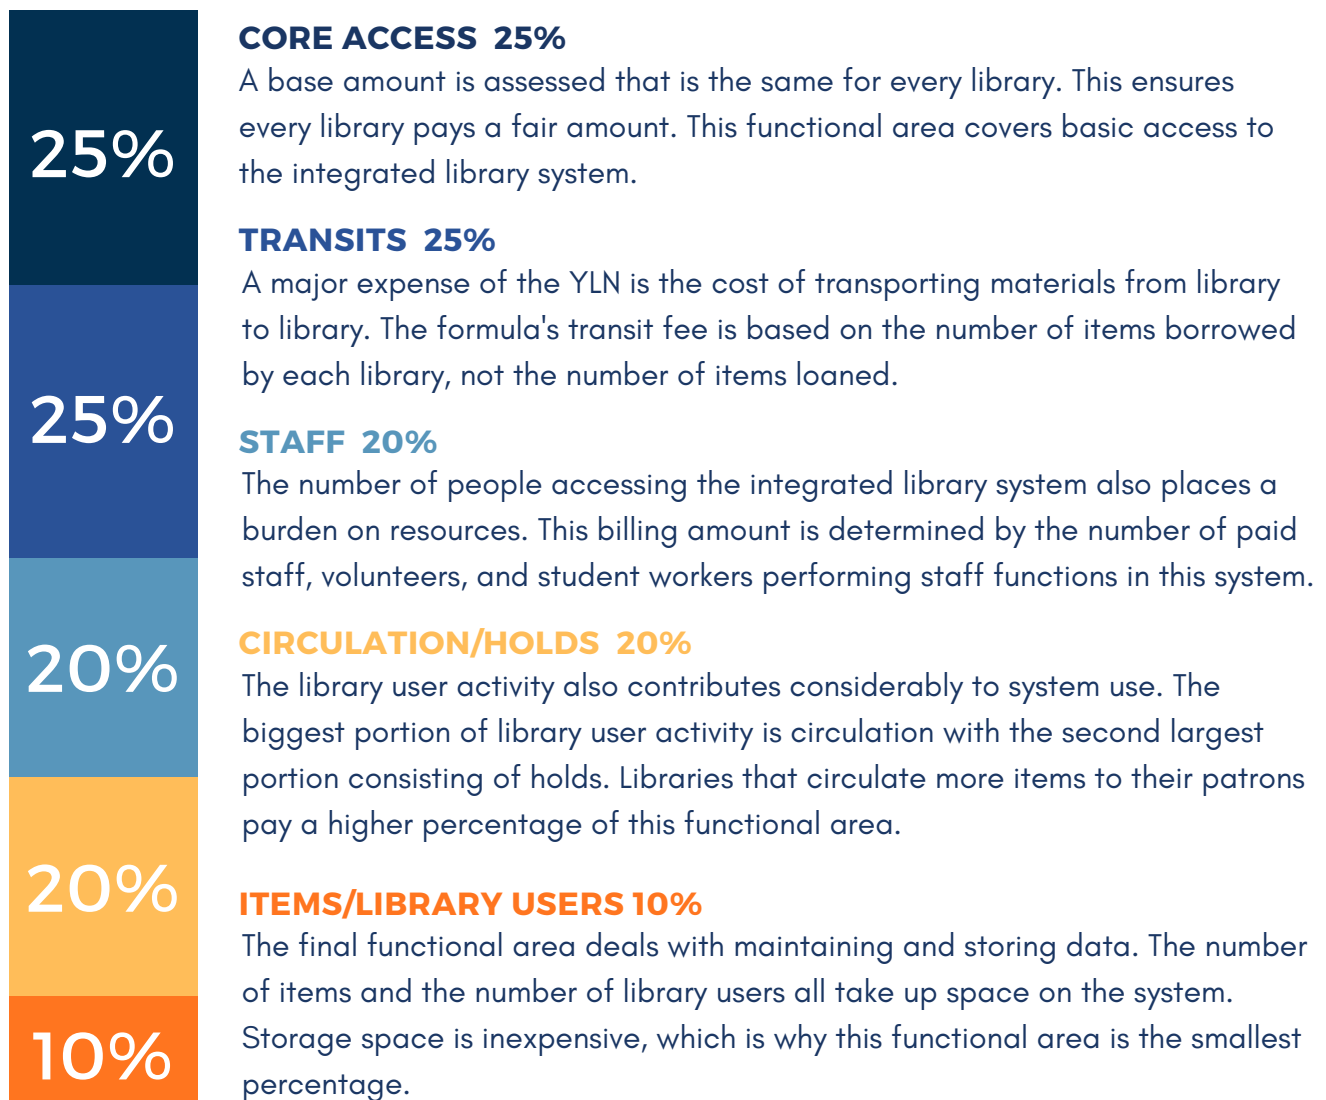 25%
CORE ACCESS 25%
A base amount is assessed that is the same for every library. This ensures
every library pays a fair amount. This functional area covers basic access to
the integrated library system.
25%
TRANSITS 25%
A major expense of the YLN is the cost of transporting materials from library
to library. The formula's transit fee is based on the number of items borrowed
by each library, not the number of items loaned.
20%
STAFF 20%
The number of people accessing the integrated library system also places a
burden on resources. This billing amount is determined by the number of paid
staff, volunteers, and student workers performing staff functions in this system.
20%
CIRCULATION/HOLDS 20%
The library user activity also contributes considerably to system use. The
biggest portion of library user activity is circulation with the second largest
portion consisting of holds. Libraries that circulate more items to their patrons
pay a higher percentage of this functional area.
10%
ITEMS/LIBRARY USERS 10%
The final functional area deals with maintaining and storing data. The number
of items and the number of library users all take up space on the system.
Storage space is inexpensive, which is why this functional area is the smallest
percentage.